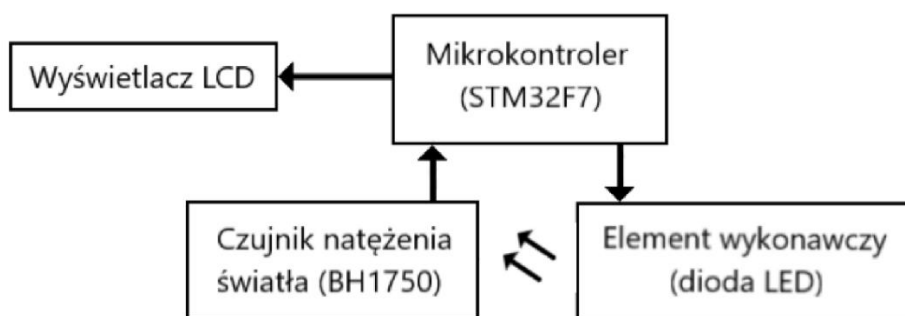 Mikrokontroler
(STM32F7)
Wyświetlacz LCD
Czujnik natężenia
światła (BH1750)
Element wykonawczy
(dioda LED)